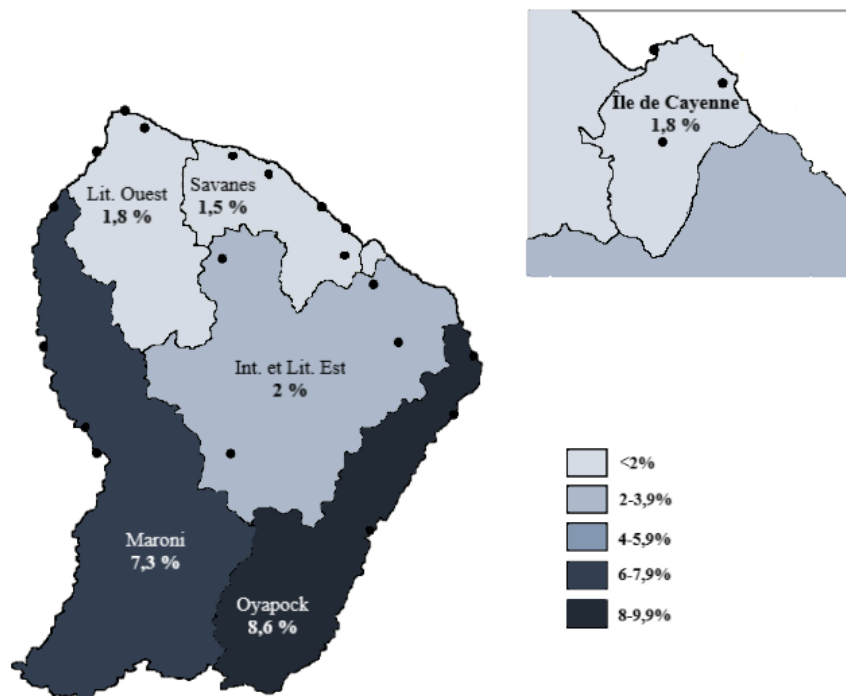 Île de Cayenne
1,8 %
Lit. Ouest
1,8 %
Savanes
1,5 %
Int. et Lit. Est
2 %
Maroni
7,3 %
Oyapock
8,6 %
<2%
2-3,9%
4-5,9%
6-7,9%
8-9,9%